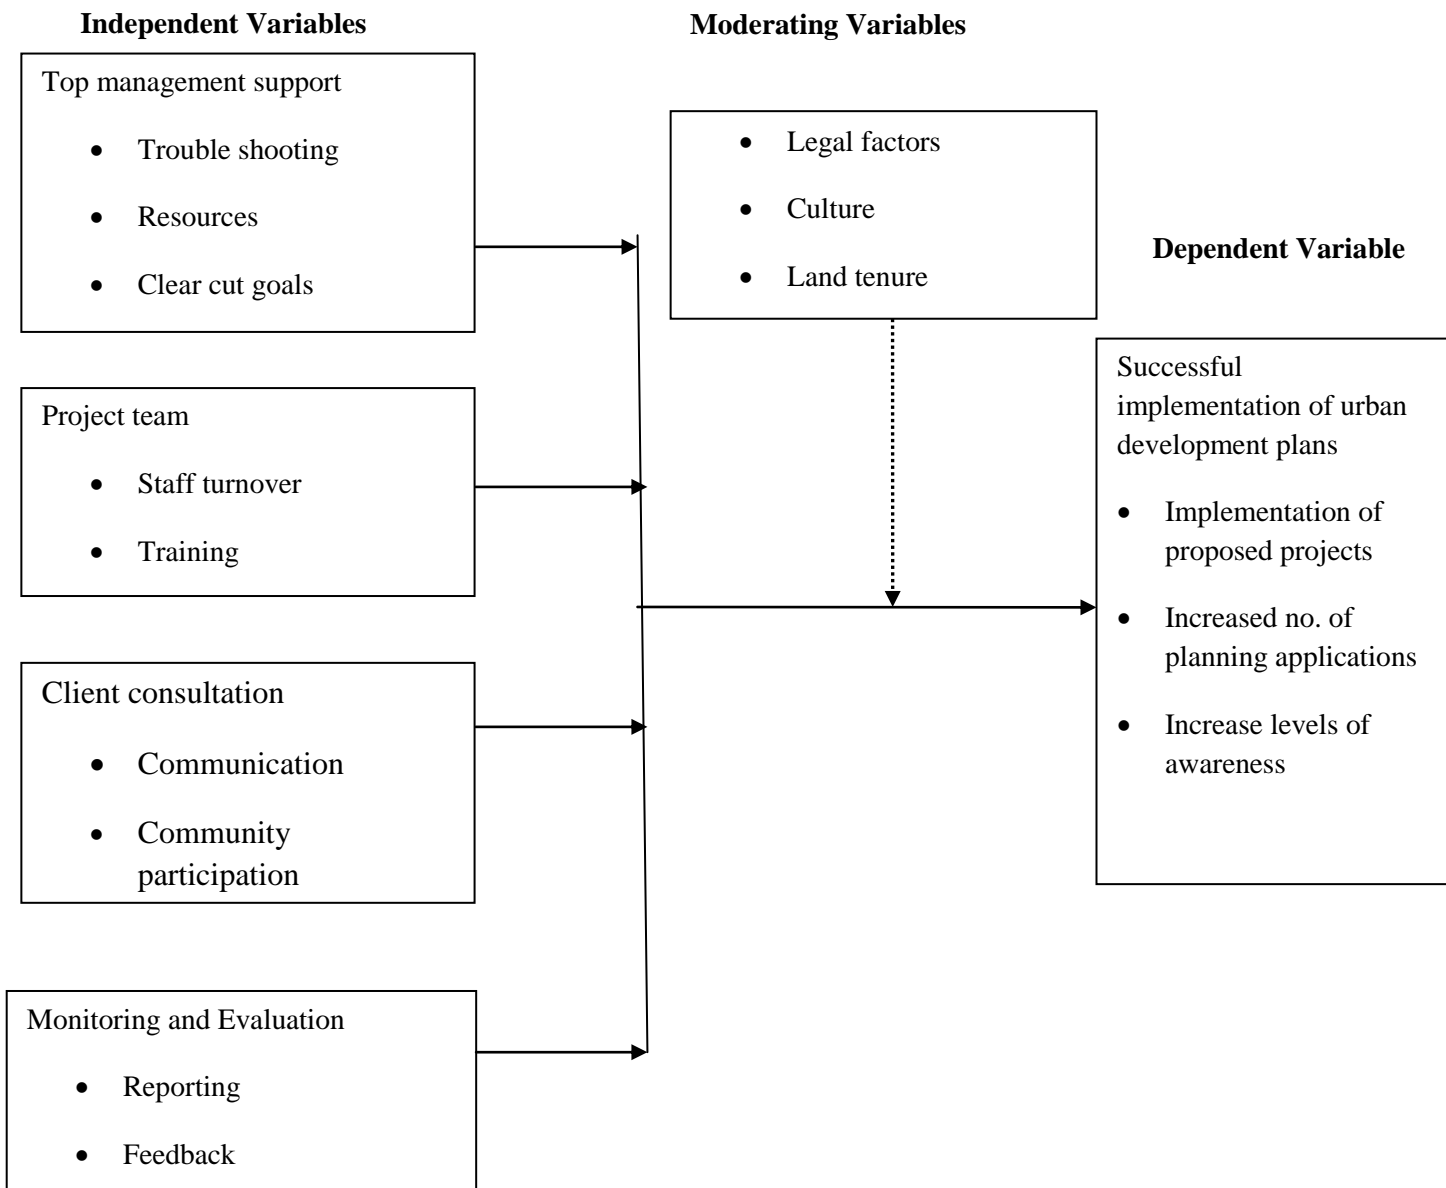 Independent Variables
Moderating Variables
Top management support
• Trouble shooting
• Resources
• Clear cut goals
• Legal factors
• Culture
• Land tenure
Dependent Variable
Project team
• Staff turnover
• Training
Successful
implementation of urban
development plans
• Implementation of
proposed projects
• Increased no. of
planning applications
• Increase levels of
awareness
Client consultation
• Communication
• Community
participation
Monitoring and Evaluation
• Reporting
• Feedback